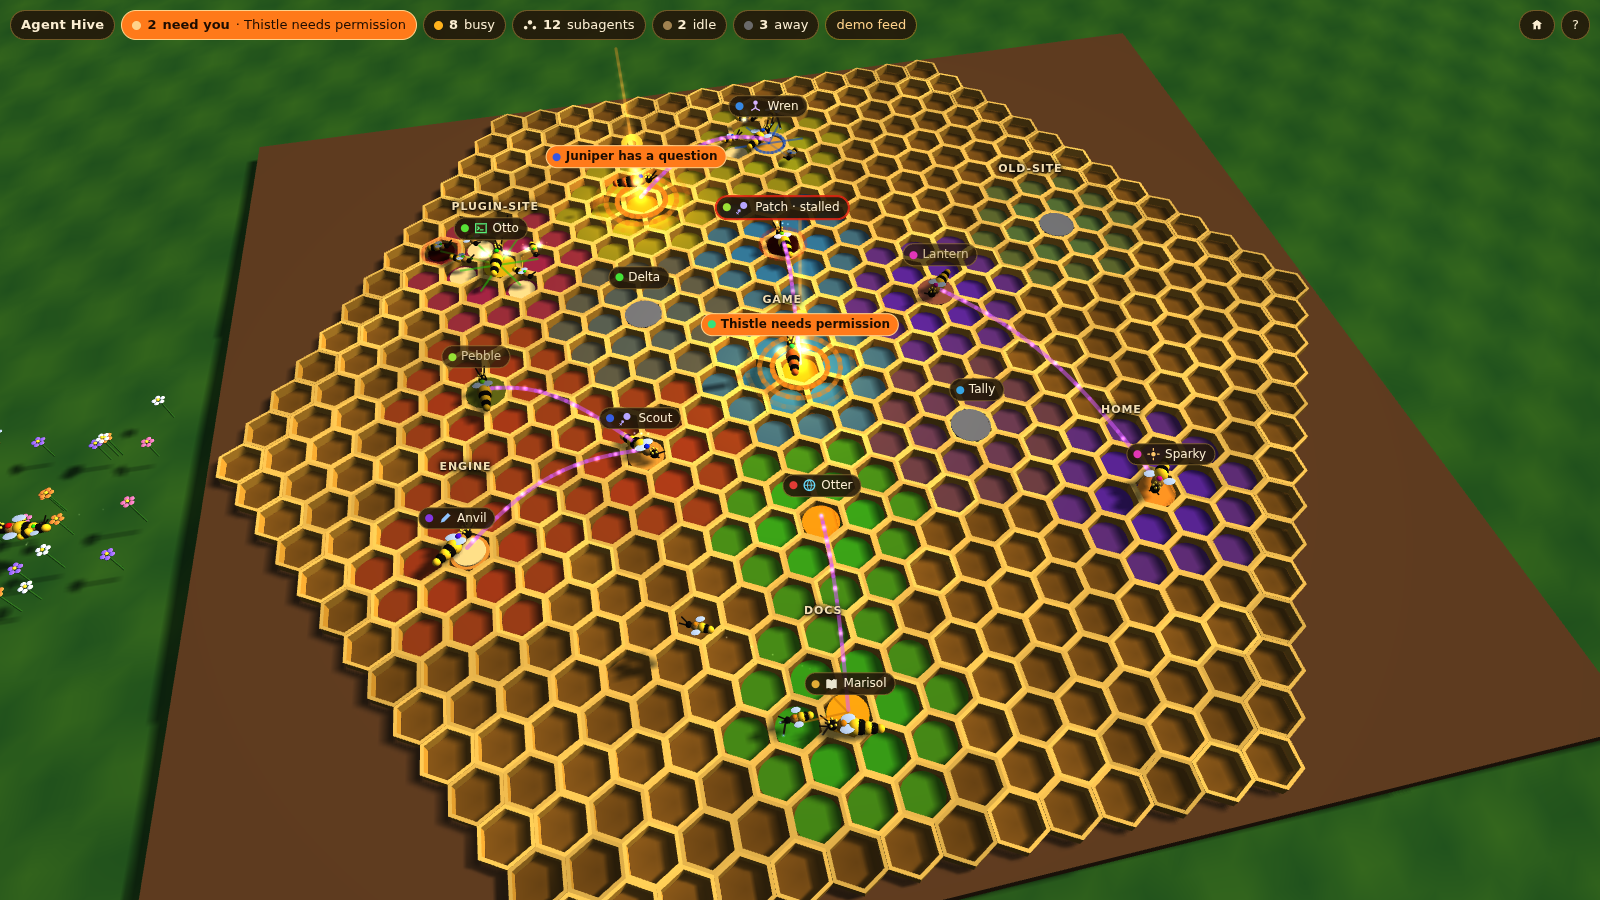 Agent Hive
2 need you · Thistle needs permission
8 busy
12 subagents
2 idle
3 away
demo feed
?
Wren
Juniper has a question
OLD-SITE
PLUGIN-SITE
Patch · stalled
Otto
Lantern
Delta
GAME
Thistle needs permission
Pebble
Tally
HOME
Scout
Sparky
ENGINE
Otter
Anvil
DOCS
Marisol